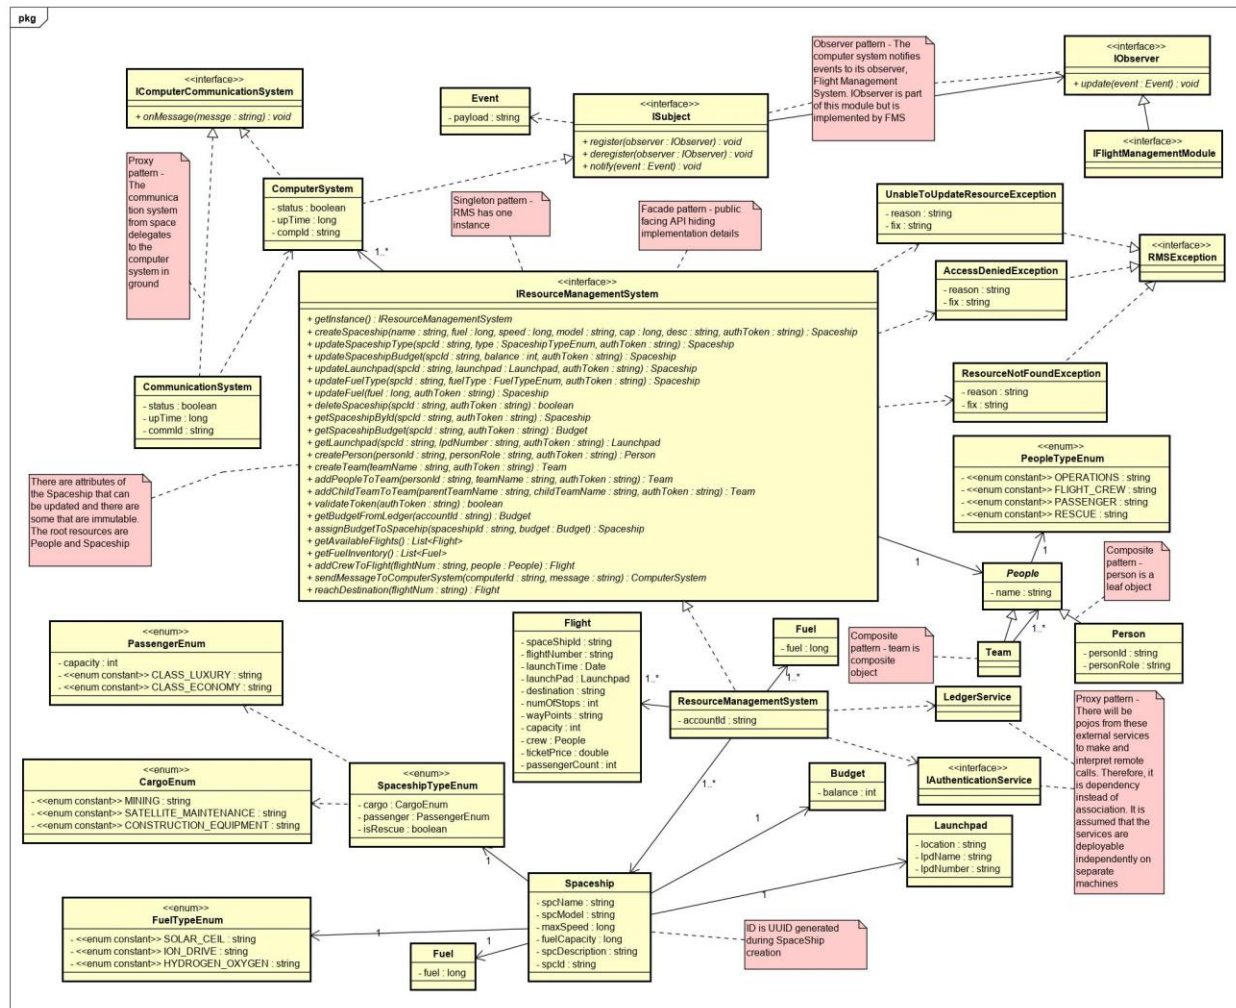 pkg
<<interface>>
IComputerCommunicationSystem
+ onMessage(messge : string) : void
Event
- payload : string
<<interface>>
ISubject
+ register(observer : IObserver) : void
+ deregister(observer : IObserver) : void
+ notify(event : Event) : void
Observer pattern - The
computer system notifies
events to its observer,
Flight Management
System. IObserver is part
of this module but is
implemented by FMS
<<interface>>
IObserver
+ update(event : Event) : void
<<interface>>
IFlightManagementModule
Proxy
pattern -
The
communica
tion system
from space
delegates
to the
computer
system in
ground
ComputerSystem
- status : boolean
- upTime : long
- compId : string
1..*
Singleton pattern -
RMS has one
instance
Facade pattern - public
facing API hiding
implementation details
UnableToUpdateResourceException
- reason : string
- fix : string
<<interface>>
RMSException
AccessDeniedException
- reason : string
- fix : string
ResourceNotFoundException
- reason : string
- fix : string
<<interface>>
IResourceManagementSystem
+ getInstance() : IResourceManagementSystem
+ createSpaceship(name : string, fuel : long, speed : long, model : string, cap : long, desc : string, authToken : string) : Spaceship
+ updateSpaceshipType(spcId : string, type : SpaceshipTypeEnum, authToken : string) : Spaceship
+ updateSpaceshipBudget(spcId : string, balance : int, authToken : string) : Spaceship
+ updateLaunchpad(spcId : string, launchpad : Launchpad, authToken : string) : Spaceship
+ updateFuelType(spcId : string, fuelType : FuelTypeEnum, authToken : string) : Spaceship
+ updateFuel(fuel : long, authToken : string) : Spaceship
+ deleteSpaceship(spcId : string, authToken : string) : boolean
+ getSpaceshipById(spcId : string, authToken : string) : Spaceship
+ getSpaceshipBudget(spcId : string, authToken : string) : Budget
+ getLaunchpad(spcId : string, lpdNumber : string, authToken : string) : Launchpad
+ createPerson(personId : string, personRole : string, authToken : string) : Person
+ createTeam(teamName : string, authToken : string) : Team
+ addPeopleToTeam(personId : string, teamName : string, authToken : string) : Team
+ addChildTeamToTeam(parentTeamName : string, childTeamName : string, authToken : string) : Team
+ validateToken(authToken : string) : boolean
+ getBudgetFromLedger(accountId : string) : Budget
+ assignBudgetToSpacehip(spaceshipId : string, budget : Budget) : Spaceship
+ getAvailableFlights() : List<Flight>
+ getFuelInventory() : List<Fuel>
+ addCrewToFlight(flightNum : string, people : People) : Flight
+ sendMessageToComputerSystem(computerId : string, message : string) : ComputerSystem
+ reachDestination(flightNum : string) : Flight
CommunicationSystem
- status : boolean
- upTime : long
- commId : string
There are attributes of
the Spaceship that can
be updated and there are
some that are immutable.
The root resources are
People and Spaceship
<<enum>>
PeopleTypeEnum
- <<enum constant>> OPERATIONS : string
- <<enum constant>> FLIGHT_CREW : string
- <<enum constant>> PASSENGER : string
- <<enum constant>> RESCUE : string
1
1
People
- name : string
Composite
pattern -
person is a
leaf object
1..*
Team
Person
- personId : string
- personRole : string
Composite
pattern - team is
composite
object
<<enum>>
PassengerEnum
- capacity : int
- <<enum constant>> CLASS_LUXURY : string
- <<enum constant>> CLASS_ECONOMY : string
Flight
- spaceShipId : string
- flightNumber : string
- launchTime : Date
- launchPad : Launchpad
- destination : string
- numOfStops : int
- wayPoints : string
- capacity : int
- crew : People
- ticketPrice : double
- passengerCount : int
1..*
Fuel
- fuel : long
1..*
ResourceManagementSystem
- accountId : string
LedgerService
<<interface>>
IAuthenticationService
Proxy pattern -
There will be
pojos from these
external services
to make and
interpret remote
calls. Therefore, it
is dependency
instead of
association. It is
assumed that the
services are
deployable
independently on
separate
machines
<<enum>>
CargoEnum
- <<enum constant>> MINING : string
- <<enum constant>> SATELLITE_MAINTENANCE : string
- <<enum constant>> CONSTRUCTION_EQUIPMENT : string
<<enum>>
SpaceshipTypeEnum
- cargo : CargoEnum
- passenger : PassengerEnum
- isRescue : boolean
1
1..*
Budget
- balance : int
1
Launchpad
- location : string
- lpdName : string
- lpdNumber : string
1
Spaceship
- spcName : string
- spcModel : string
- maxSpeed : long
- fuelCapacity : long
- spcDescription : string
- spcId : string
ID is UUID generated
during SpaceShip
creation
<<enum>>
FuelTypeEnum
- <<enum constant>> SOLAR_CEIL : string
- <<enum constant>> ION_DRIVE : string
- <<enum constant>> HYDROGEN_OXYGEN : string
1
1
Fuel
- fuel : long